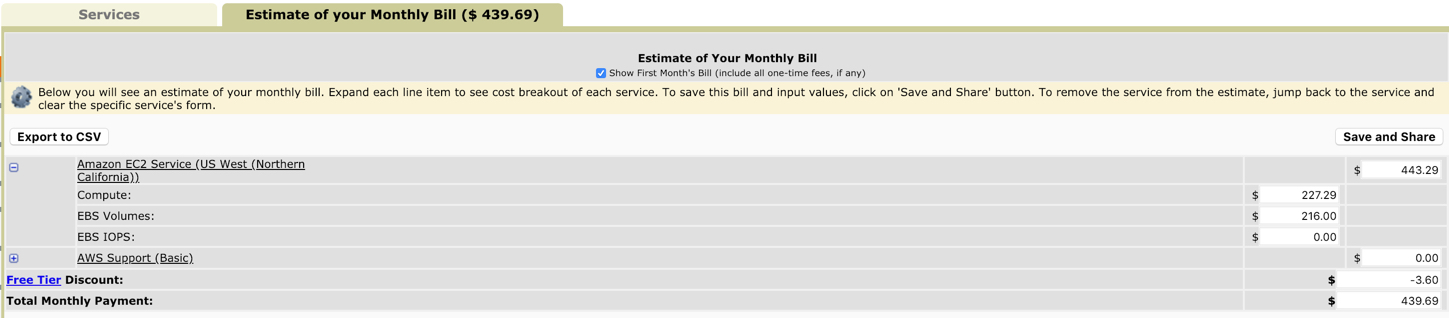 Services
Estimate of your Monthly Bill ($ 439.69)
Estimate of Your Monthly Bill
Show First Month's Bill (include all one-time fees, if any)
Below you will see an estimate of your monthly bill. Expand each line item to see cost breakout of each service. To save this bill and input values, click on 'Save and Share' button. To remove the service from the estimate, jump back to the service and
clear the specific service's form.
Export to CSV
Save and Share
Amazon EC2 Service (US West (Northern
California))
$ 443.29
Compute: $ 227.29
EBS Volumes: $ 216.00
EBS IOPS: $ 0.00
AWS Support (Basic) $ 0.00
Free Tier Discount: $ -3.60
Total Monthly Payment: $ 439.69